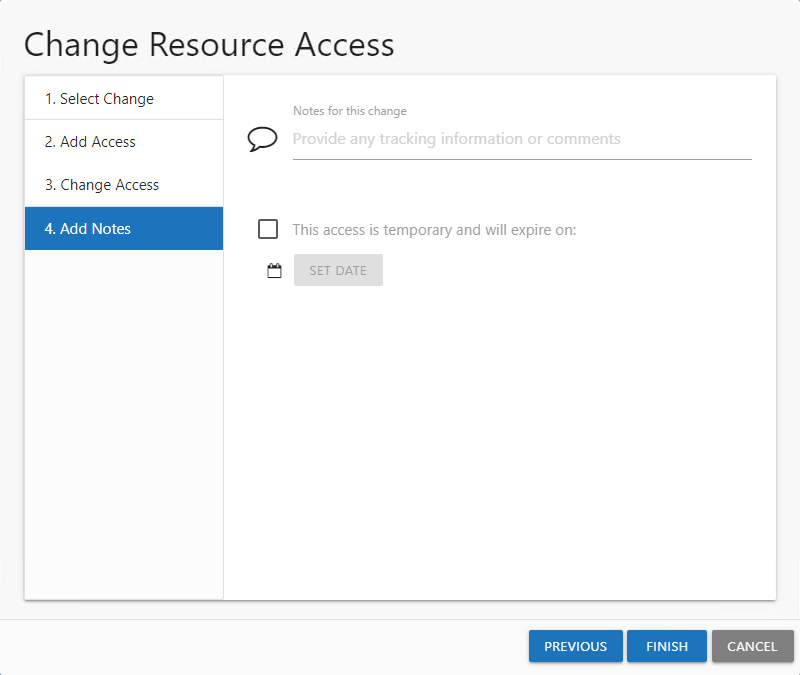 Change Resource Access
1. Select Change
2. Add Access
3. Change Access
4. Add Notes
Notes for this change
Provide any tracking information or comments
This access is temporary and will expire on:
SET DATE
PREVIOUS
FINISH
CANCEL